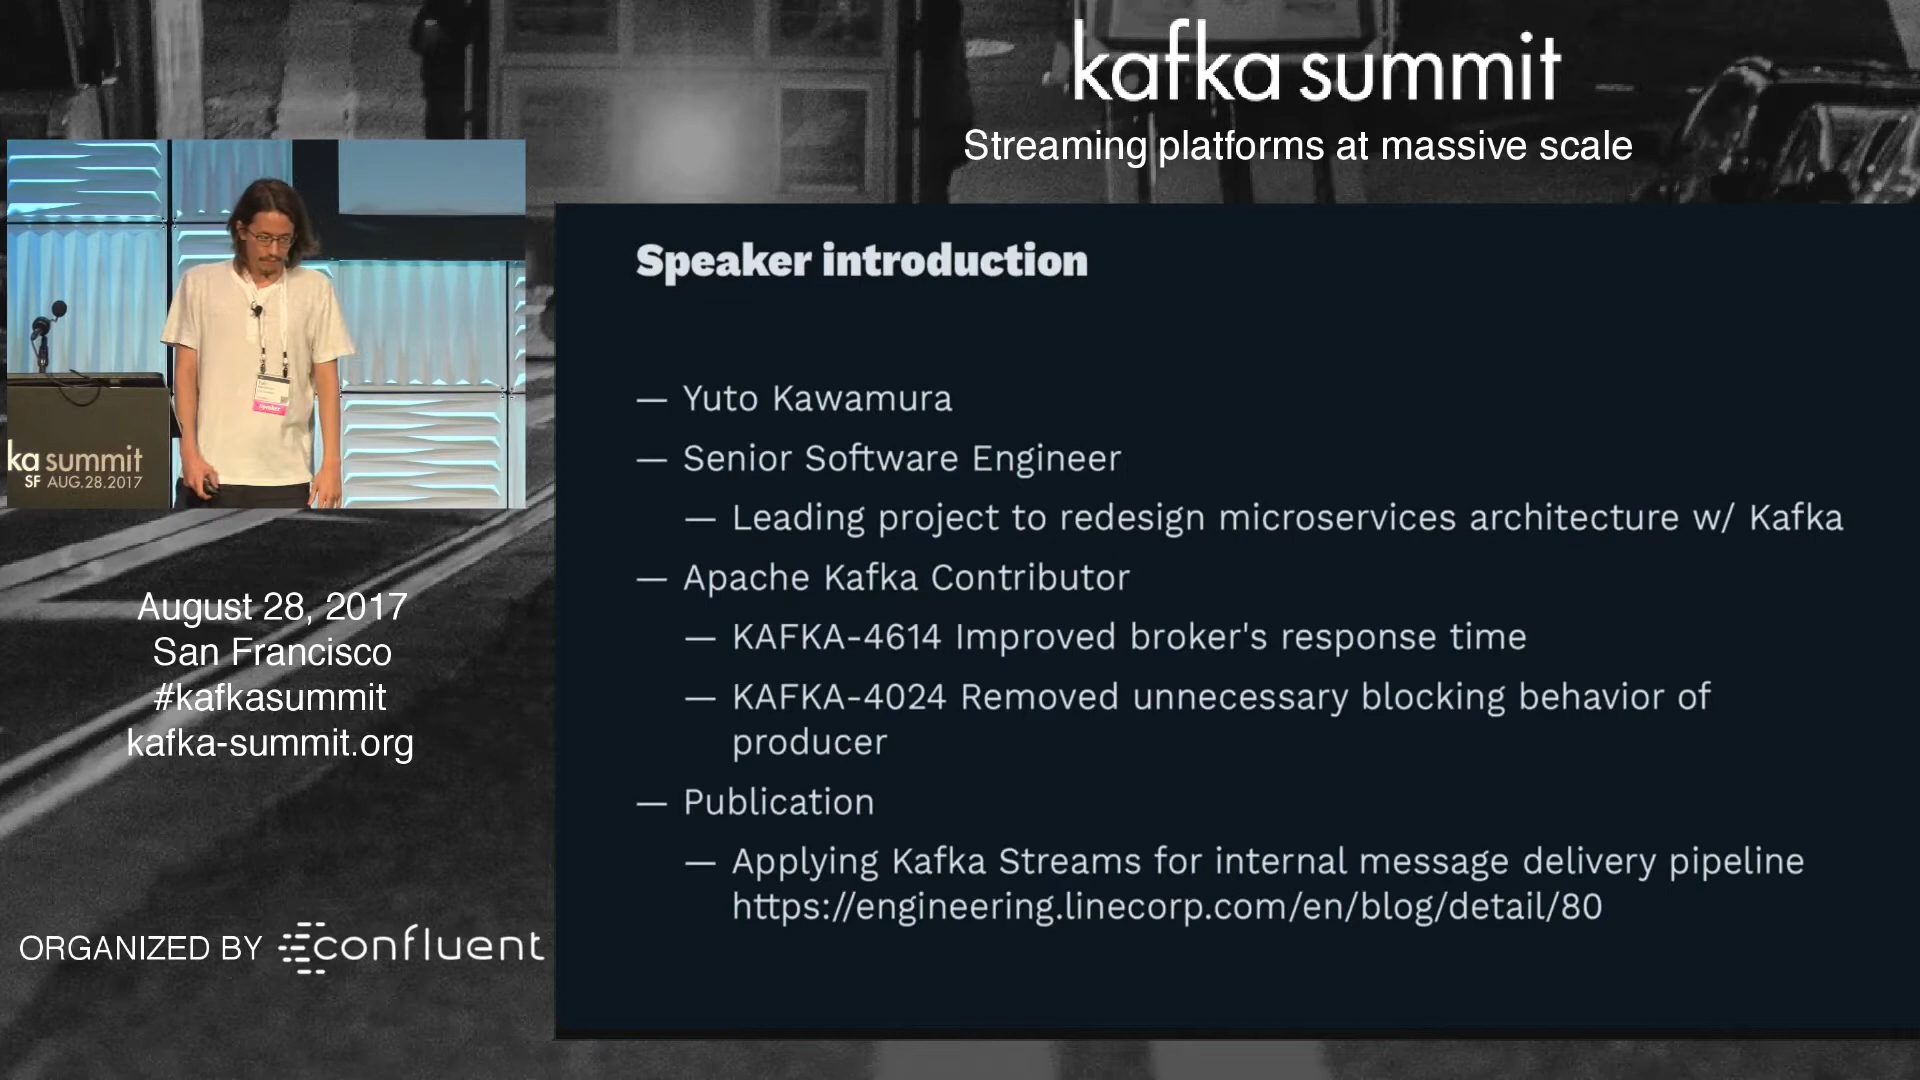 kafka summit
Streaming platforms at massive scale
ka summit
SF AUG.28.2017
Speaker
August 28, 2017
San Francisco
#kafkasummit
kafka-summit.org
ORGANIZED BY confluent
Speaker introduction
— Yuto Kawamura
— Senior Software Engineer
— Leading project to redesign microservices architecture w/ Kafka
— Apache Kafka Contributor
— KAFKA-4614 Improved broker's response time
— KAFKA-4024 Removed unnecessary blocking behavior of
producer
— Publication
— Applying Kafka Streams for internal message delivery pipeline
https://engineering.linecorp.com/en/blog/detail/80